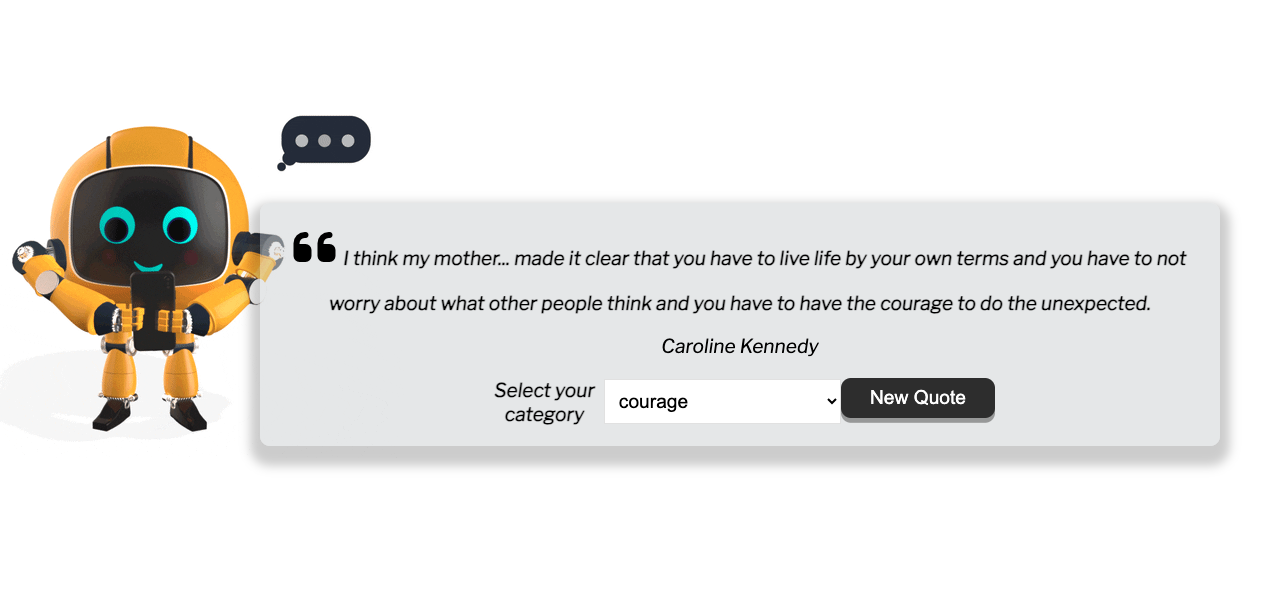 “ I think my mother... made it clear that you have to live life by your own terms and you have to not
worry about what other people think and you have to have the courage to do the unexpected.
Caroline Kennedy
Select your
category
courage
New Quote